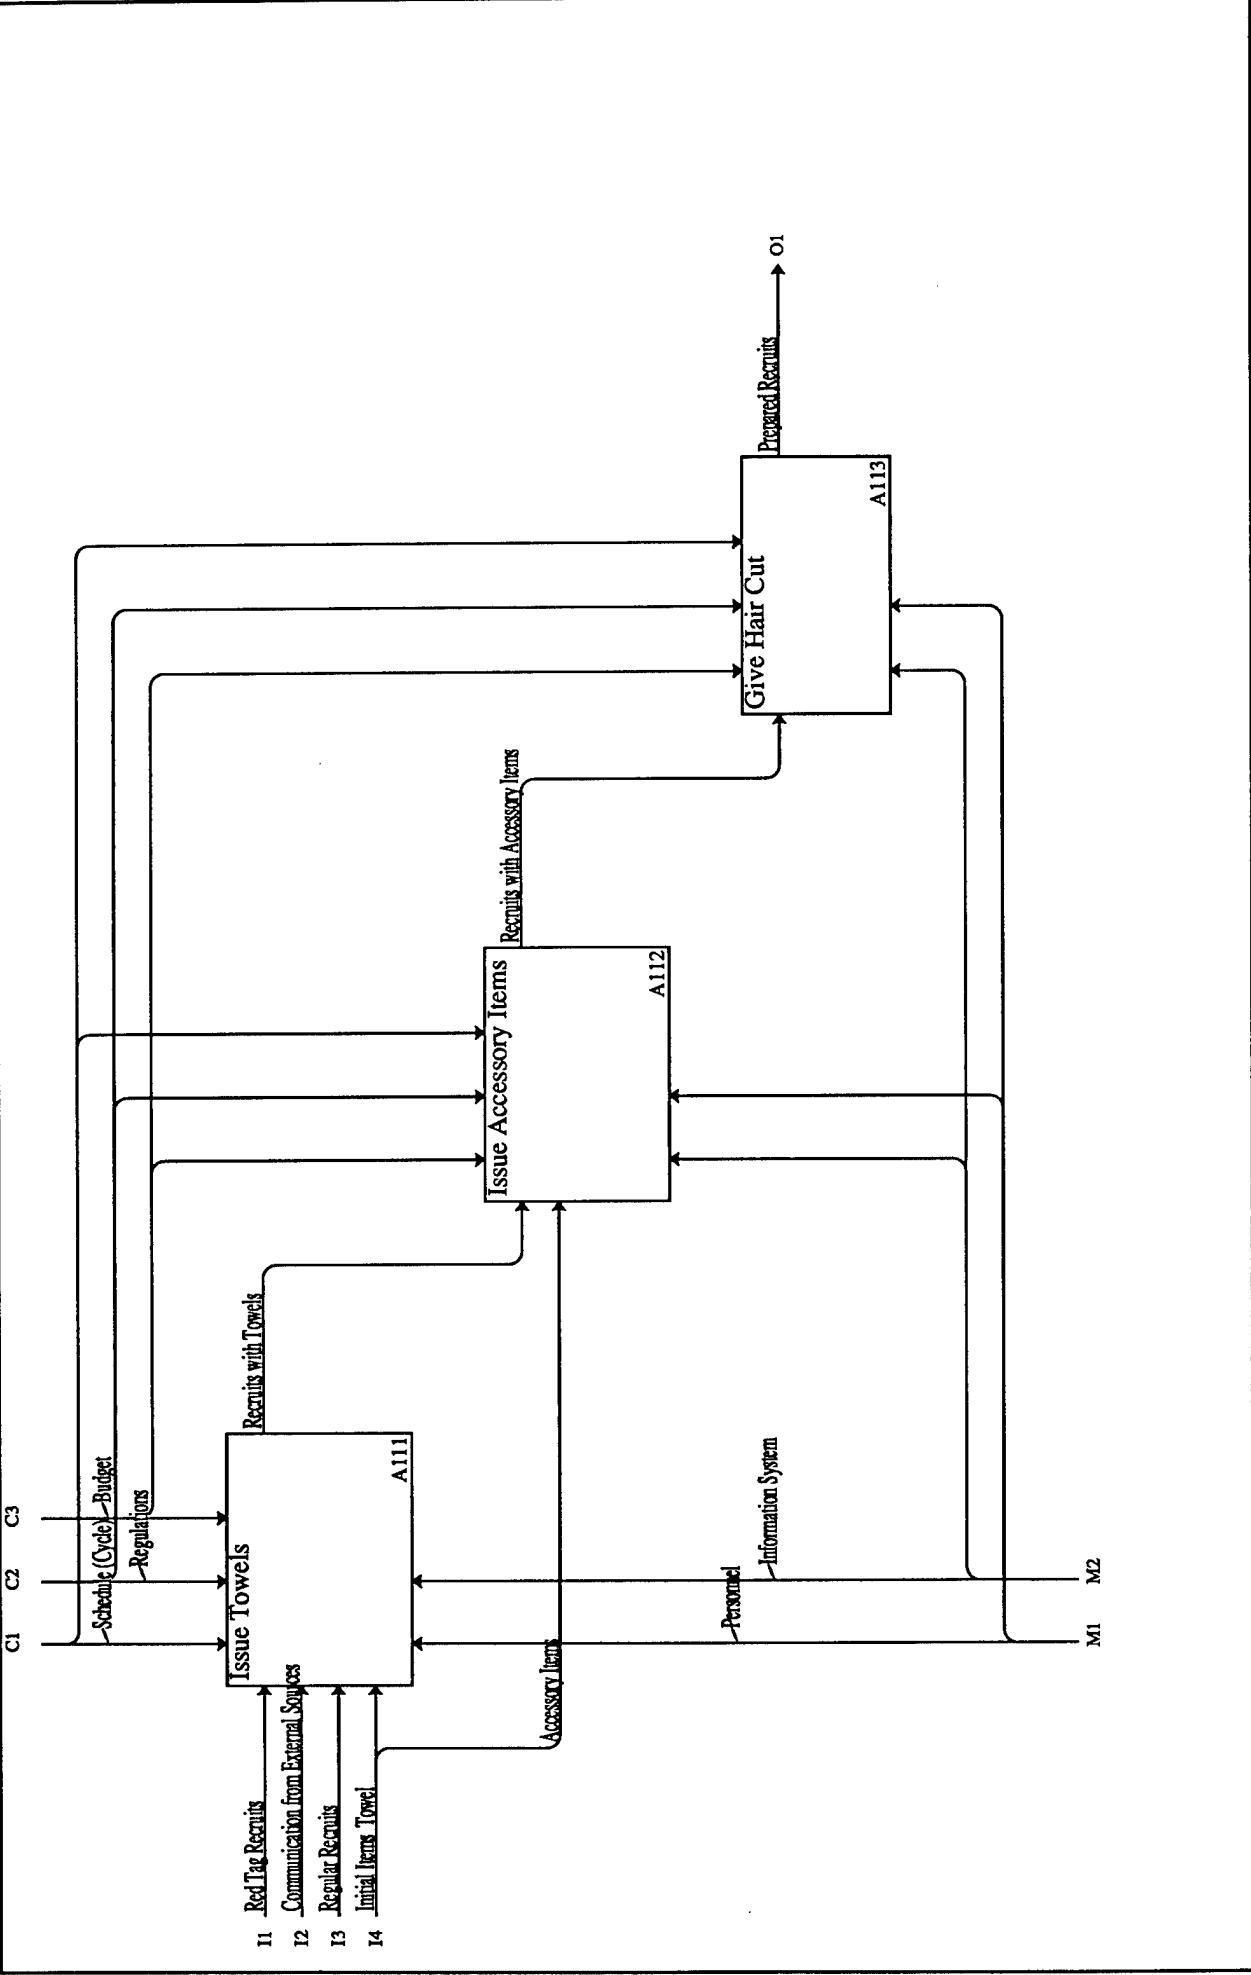 C1
C2
C3
Schedule (Cycle)
Budget
Regulations
I1
Red Tag Recruits
I2
Communication from External Sources
I3
Regular Recruits
I4
Initial Items
Towel
Issue Towels
A111
Recruits with Towels
Accessory Items
Issue Accessory Items
A112
Recruits with Accessory Items
Give Hair Cut
A113
Prepared Recruits
O1
Personnel
Information System
M1
M2